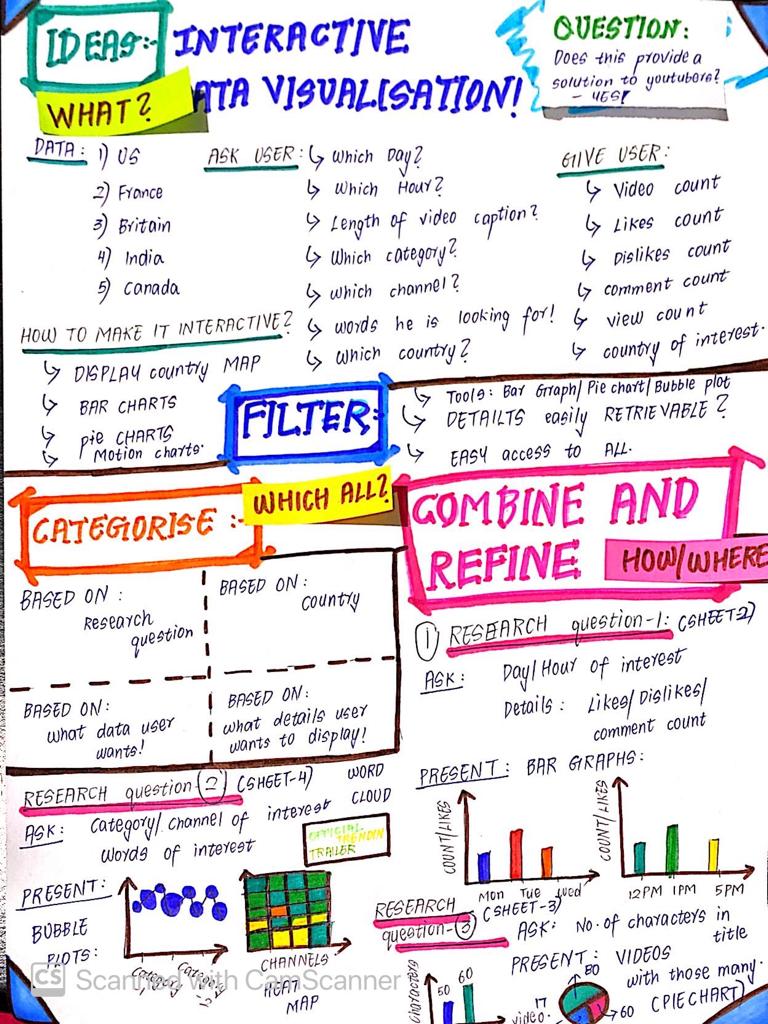 IDEAS:-
INTERACTIVE
ATA VISUALISATION!
WHAT?
QUESTION:
Does this provide a
solution to youtubers?
- YES!
DATA:
1) US
2) France
3) Britain
4) India
5) Canada
ASK USER:
↳ Which Day?
↳ Which Hour?
↳ Length of video caption?
↳ Which category?
↳ which channel?
↳ words he is looking for!
↳ Which country?
GIVE USER:
↳ Video count
↳ Likes count
↳ Dislikes count
↳ comment count
↳ view count
↳ country of interest.
HOW TO MAKE IT INTERACTIVE?
↳ DISPLAY country MAP
↳ BAR CHARTS
↳ pie CHARTS
↳ Motion charts.
FILTER:
↳ Tools: Bar Graph/Pie chart/Bubble plot
↳ DETAILTS easily RETRIEVABLE?
↳ EASY access to ALL.
CATEGORISE:-
WHICH ALL?
BASED ON:
Research
question
BASED ON:
country
BASED ON:
what data user
wants!
BASED ON:
what details user
wants to display!
COMBINE AND
REFINE
HOW/WHERE
1 RESEARCH question-1: (SHEET-2)
ASK: Day/Hour of interest
Details: Likes/Dislikes/
comment count
PRESENT: BAR GRAPHS:
COUNT/LIKES
Mon Tue Wed
COUNT/LIKES
12PM 1PM 5PM
RESEARCH question-2 (SHEET-4)
ASK: Category/channel of interest
Words of interest
WORD
CLOUD
OFFICIAL TRENDIN
TRAILER
PRESENT:
BUBBLE
PLOTS:
Category
Category
CHANNELS
HEAT
MAP
RESEARCH
question-3 (SHEET-3)
ASK: No. of characters in
title
PRESENT: VIDEOS
with those many.
(PIECHART)
Characters
50 60
video.
17
80
60
CS Scanned with CamScanner